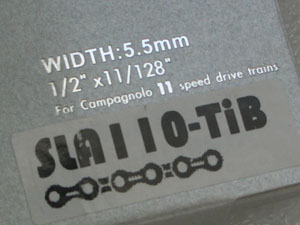 WIDTH:5.5mm
1/2" x11/128"
For Campagnolo 11 speed drive trains
SLA110-TiB